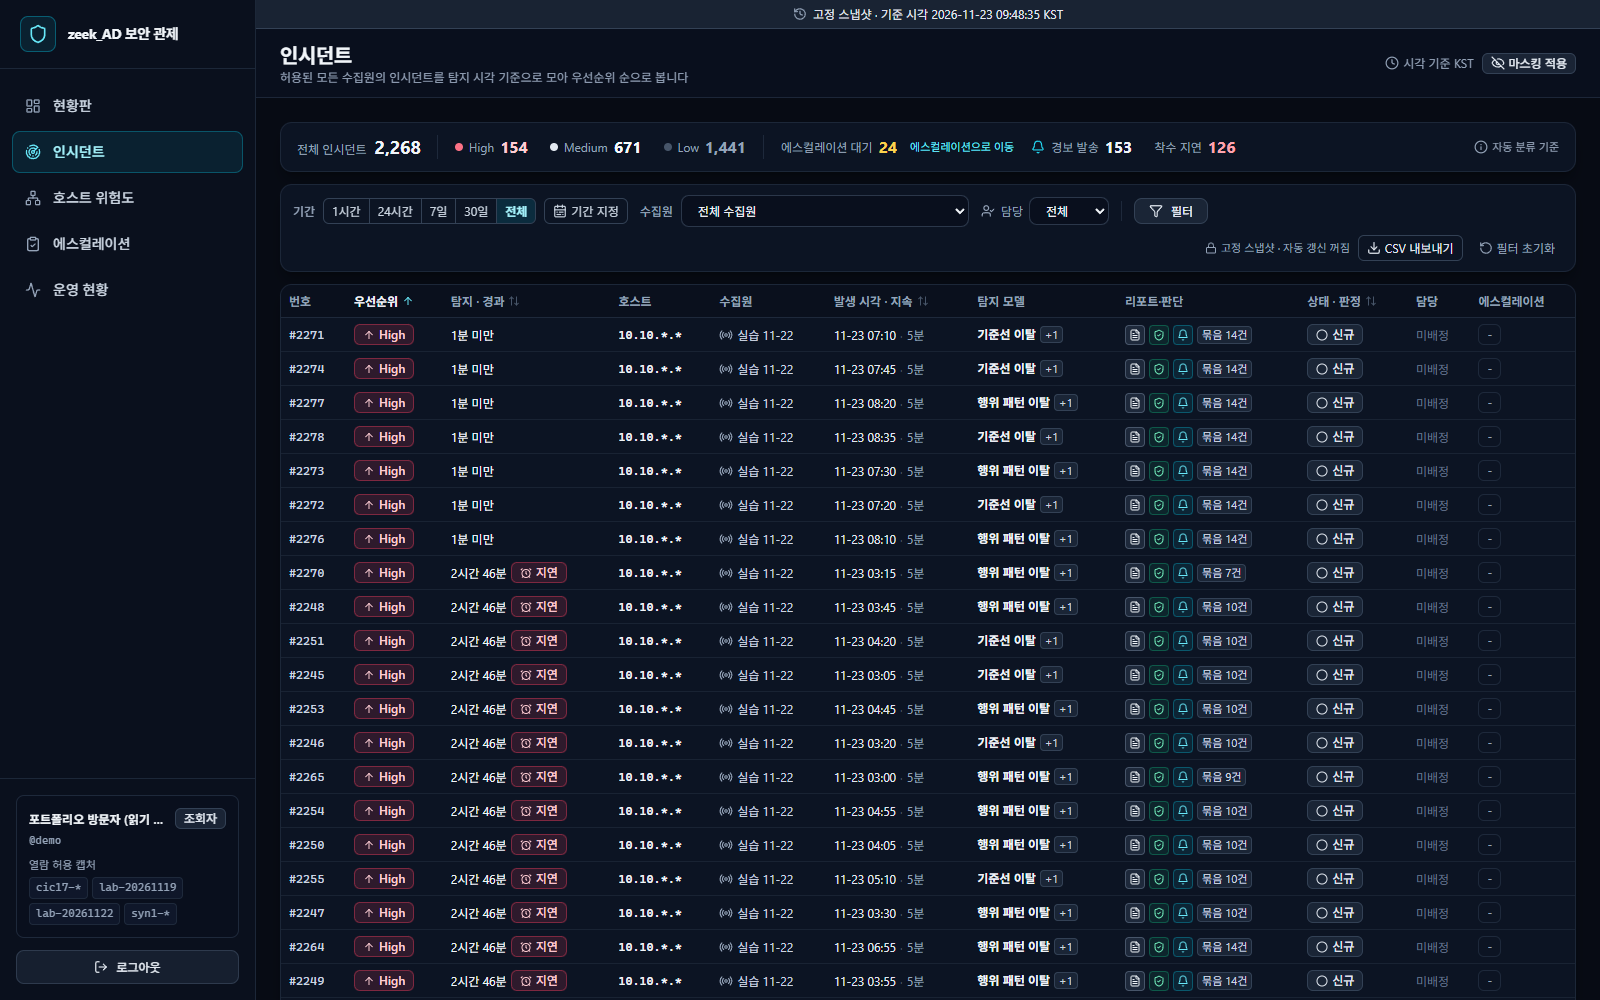 zeek_AD 보안 관제
현황판
인시던트
호스트 위험도
에스컬레이션
운영 현황
포트폴리오 방문자 (읽기 ... 조회자
@demo
열람 허용 캡처
cic17-* lab-20261119
lab-20261122 syn1-*
로그아웃
고정 스냅샷 · 기준 시각 2026-11-23 09:48:35 KST
인시던트
허용된 모든 수집원의 인시던트를 탐지 시각 기준으로 모아 우선순위 순으로 봅니다
시각 기준 KST 마스킹 적용
전체 인시던트 2,268 High 154 Medium 671 Low 1,441 에스컬레이션 대기 24 에스컬레이션으로 이동 경보 발송 153 착수 지연 126 자동 분류 기준
기간 1시간 24시간 7일 30일 전체 기간 지정 수집원 전체 수집원 담당 전체 필터
고정 스냅샷 · 자동 갱신 꺼짐 CSV 내보내기 필터 초기화
번호 우선순위 ↑ 탐지 · 경과 호스트 수집원 발생 시각 · 지속 탐지 모델 리포트·판단 상태 · 판정 담당 에스컬레이션
#2271 High 1분 미만 10.10.*.* 실습 11-22 11-23 07:10 · 5분 기준선 이탈 +1 묶음 14건 신규 미배정 -
#2274 High 1분 미만 10.10.*.* 실습 11-22 11-23 07:45 · 5분 기준선 이탈 +1 묶음 14건 신규 미배정 -
#2277 High 1분 미만 10.10.*.* 실습 11-22 11-23 08:20 · 5분 행위 패턴 이탈 +1 묶음 14건 신규 미배정 -
#2278 High 1분 미만 10.10.*.* 실습 11-22 11-23 08:35 · 5분 기준선 이탈 +1 묶음 14건 신규 미배정 -
#2273 High 1분 미만 10.10.*.* 실습 11-22 11-23 07:30 · 5분 행위 패턴 이탈 +1 묶음 14건 신규 미배정 -
#2272 High 1분 미만 10.10.*.* 실습 11-22 11-23 07:20 · 5분 기준선 이탈 +1 묶음 14건 신규 미배정 -
#2276 High 1분 미만 10.10.*.* 실습 11-22 11-23 08:10 · 5분 행위 패턴 이탈 +1 묶음 14건 신규 미배정 -
#2270 High 2시간 46분 지연 10.10.*.* 실습 11-22 11-23 03:15 · 5분 행위 패턴 이탈 +1 묶음 7건 신규 미배정 -
#2248 High 2시간 46분 지연 10.10.*.* 실습 11-22 11-23 03:45 · 5분 행위 패턴 이탈 +1 묶음 10건 신규 미배정 -
#2251 High 2시간 46분 지연 10.10.*.* 실습 11-22 11-23 04:20 · 5분 기준선 이탈 +1 묶음 10건 신규 미배정 -
#2245 High 2시간 46분 지연 10.10.*.* 실습 11-22 11-23 03:05 · 5분 기준선 이탈 +1 묶음 10건 신규 미배정 -
#2253 High 2시간 46분 지연 10.10.*.* 실습 11-22 11-23 04:45 · 5분 행위 패턴 이탈 +1 묶음 10건 신규 미배정 -
#2246 High 2시간 46분 지연 10.10.*.* 실습 11-22 11-23 03:20 · 5분 기준선 이탈 +1 묶음 10건 신규 미배정 -
#2265 High 2시간 46분 지연 10.10.*.* 실습 11-22 11-23 03:00 · 5분 행위 패턴 이탈 +1 묶음 9건 신규 미배정 -
#2254 High 2시간 46분 지연 10.10.*.* 실습 11-22 11-23 04:55 · 5분 행위 패턴 이탈 +1 묶음 10건 신규 미배정 -
#2250 High 2시간 46분 지연 10.10.*.* 실습 11-22 11-23 04:05 · 5분 행위 패턴 이탈 +1 묶음 10건 신규 미배정 -
#2255 High 2시간 46분 지연 10.10.*.* 실습 11-22 11-23 05:10 · 5분 기준선 이탈 +1 묶음 10건 신규 미배정 -
#2247 High 2시간 46분 지연 10.10.*.* 실습 11-22 11-23 03:30 · 5분 행위 패턴 이탈 +1 묶음 10건 신규 미배정 -
#2264 High 2시간 46분 지연 10.10.*.* 실습 11-22 11-23 06:55 · 5분 행위 패턴 이탈 +1 묶음 14건 신규 미배정 -
#2249 High 2시간 46분 지연 10.10.*.* 실습 11-22 11-23 03:55 · 5분 행위 패턴 이탈 +1 묶음 14건 신규 미배정 -